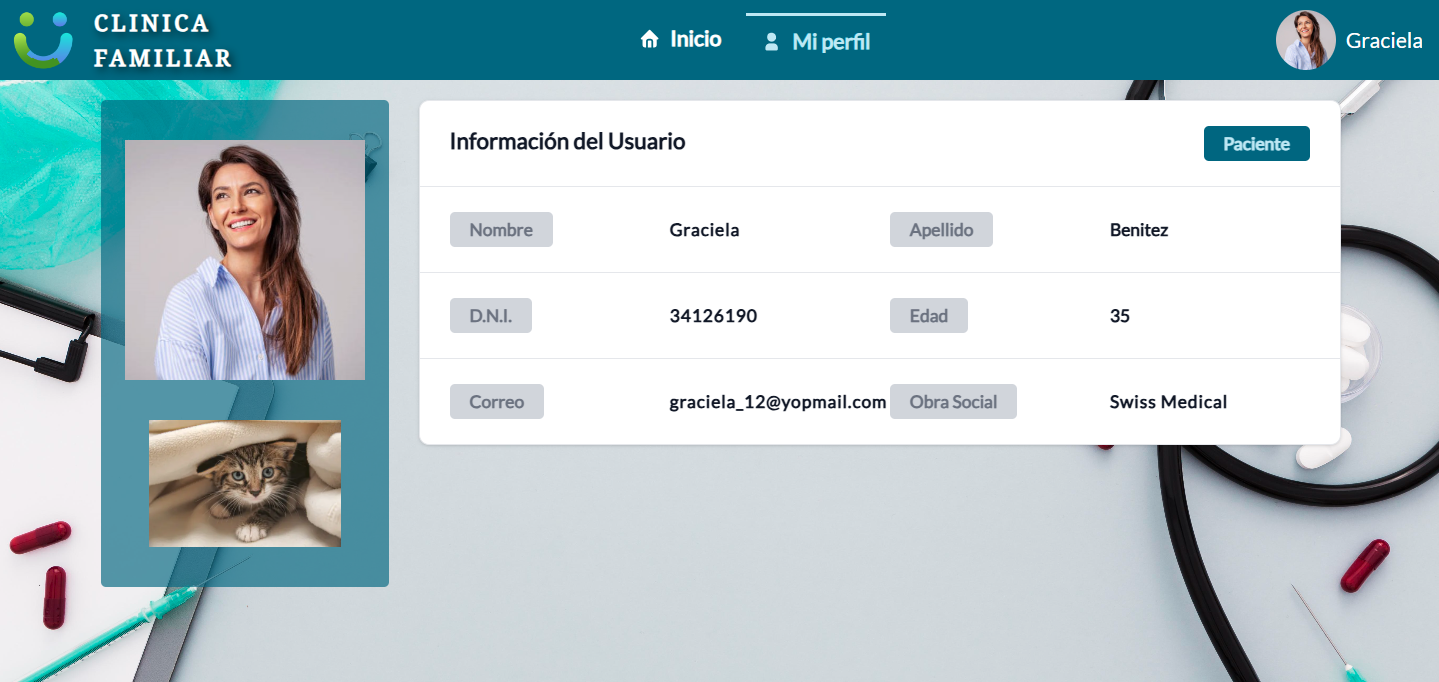 CLINICA
FAMILIAR
Inicio
Mi perfil
Graciela
Información del Usuario
Paciente
Nombre Graciela Apellido Benitez
D.N.I. 34126190 Edad 35
Correo graciela_12@yopmail.com Obra Social Swiss Medical